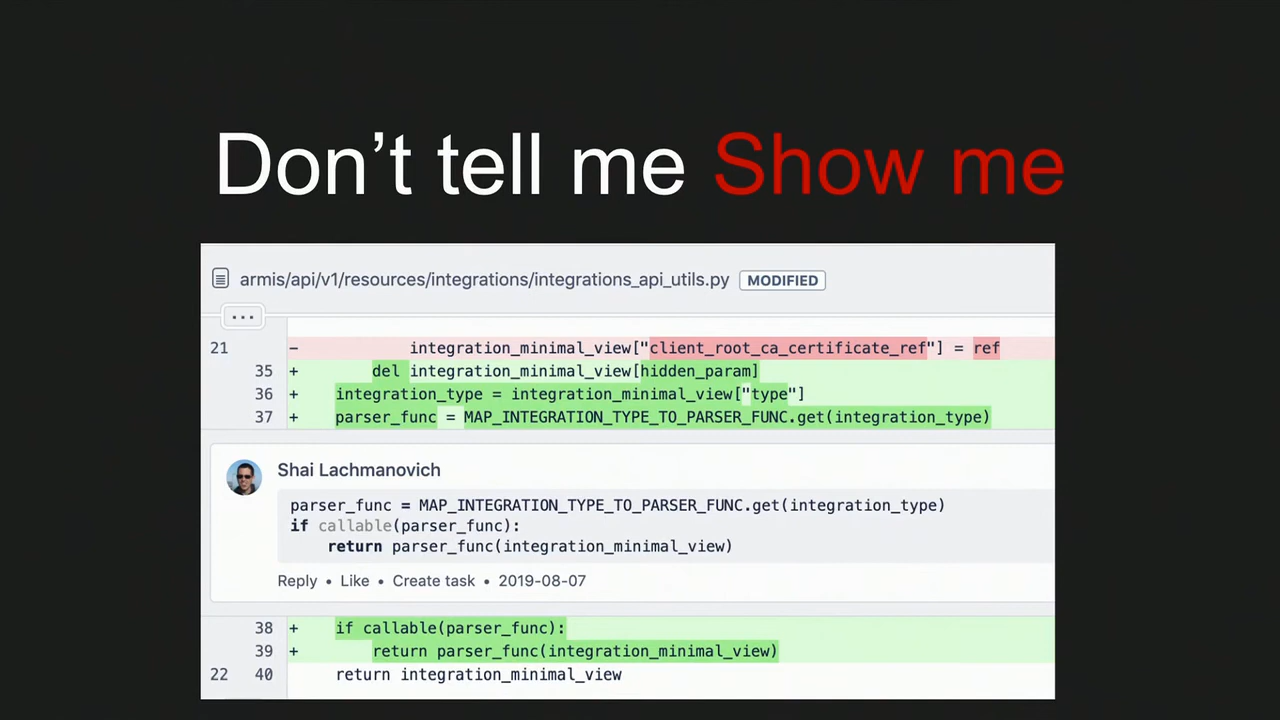 Don’t tell me Show me
armis/api/v1/resources/integrations/integrations_api_utils.py MODIFIED
...
21 - integration_minimal_view["client_root_ca_certificate_ref"] = ref
35 + del integration_minimal_view[hidden_param]
36 + integration_type = integration_minimal_view["type"]
37 + parser_func = MAP_INTEGRATION_TYPE_TO_PARSER_FUNC.get(integration_type)
Shai Lachmanovich
parser_func = MAP_INTEGRATION_TYPE_TO_PARSER_FUNC.get(integration_type)
if callable(parser_func):
return parser_func(integration_minimal_view)
Reply • Like • Create task • 2019-08-07
38 + if callable(parser_func):
39 + return parser_func(integration_minimal_view)
22 40 return integration_minimal_view